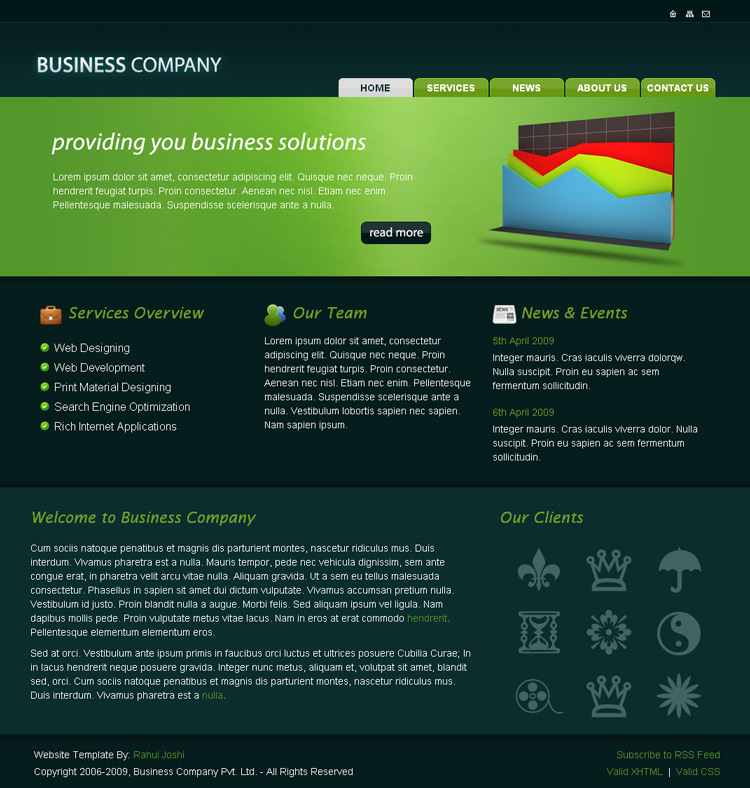 BUSINESS COMPANY
HOME SERVICES NEWS ABOUT US CONTACT US
providing you business solutions
Lorem ipsum dolor sit amet, consectetur adipiscing elit. Quisque nec neque. Proin
hendrerit feugiat turpis. Proin consectetur. Aenean nec nisl. Etiam nec enim.
Pellentesque malesuada. Suspendisse scelerisque ante a nulla.
read more
Services Overview
Web Designing
Web Development
Print Material Designing
Search Engine Optimization
Rich Internet Applications
Our Team
Lorem ipsum dolor sit amet, consectetur
adipiscing elit. Quisque nec neque. Proin
hendrerit feugiat turpis. Proin consectetur.
Aenean nec nisl. Etiam nec enim. Pellentesque
malesuada. Suspendisse scelerisque ante a
nulla. Vestibulum lobortis sapien nec sapien.
Nam sapien ipsum.
News & Events
5th April 2009
Integer mauris. Cras iaculis viverra dolorqw.
Nulla suscipit. Proin eu sapien ac sem
fermentum sollicitudin.
6th April 2009
Integer mauris. Cras iaculis viverra dolor. Nulla
suscipit. Proin eu sapien ac sem fermentum
sollicitudin.
Welcome to Business Company
Cum sociis natoque penatibus et magnis dis parturient montes, nascetur ridiculus mus. Duis
interdum. Vivamus pharetra est a nulla. Mauris tempor, pede nec vehicula dignissim, sem ante
congue erat, in pharetra velit arcu vitae nulla. Aliquam gravida. Ut a sem eu tellus malesuada
consectetur. Phasellus in sapien sit amet dui dictum vulputate. Vivamus accumsan pretium nulla.
Vestibulum id justo. Proin blandit nulla a augue. Morbi felis. Sed aliquam ipsum vel ligula. Nam
dapibus mollis pede. Proin vulputate metus vitae lacus. Nam in eros at erat commodo hendrerit.
Pellentesque elementum elementum eros.
Sed at orci. Vestibulum ante ipsum primis in faucibus orci luctus et ultrices posuere Cubilia Curae; In
in lacus hendrerit neque posuere gravida. Integer nunc metus, aliquam et, volutpat sit amet, blandit
sed, orci. Cum sociis natoque penatibus et magnis dis parturient montes, nascetur ridiculus mus.
Duis interdum. Vivamus pharetra est a nulla.
Our Clients
Website Template By: Rahul Joshi
Copyright 2006-2009, Business Company Pvt. Ltd. - All Rights Reserved
Subscribe to RSS Feed
Valid XHTML | Valid CSS